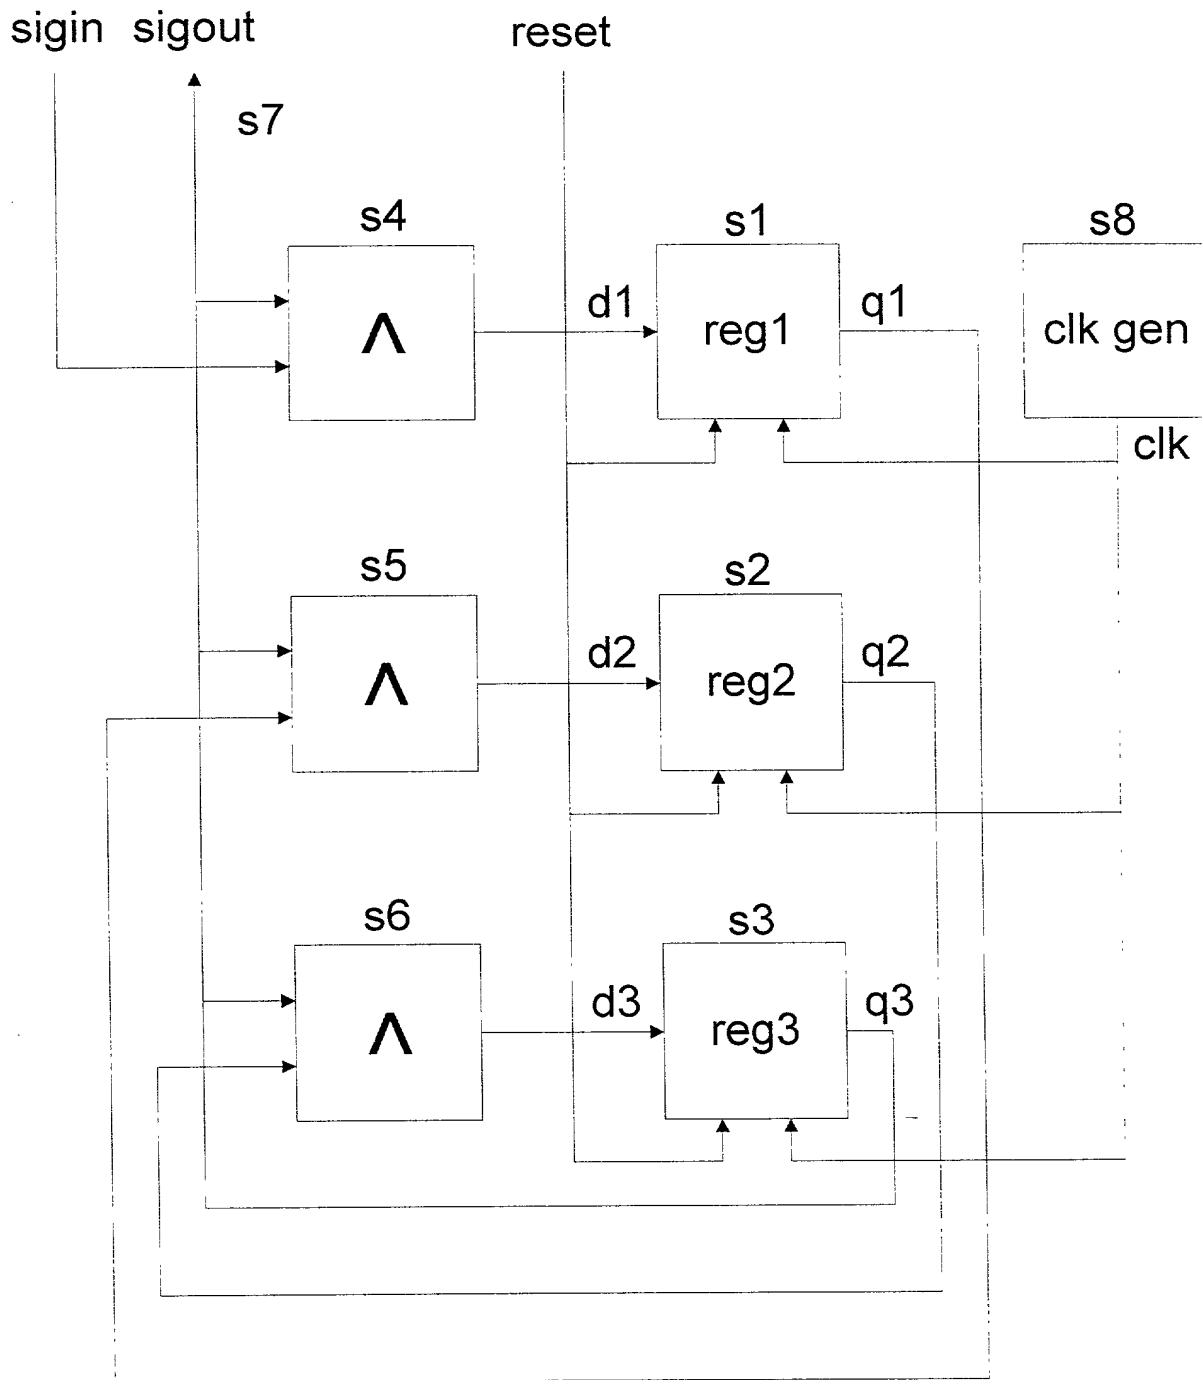 sigin sigout reset
s7
s4 s1 s8
∧ d1 reg1 q1 clk gen
clk
s5 s2
∧ d2 reg2 q2
s6 s3
∧ d3 reg3 q3